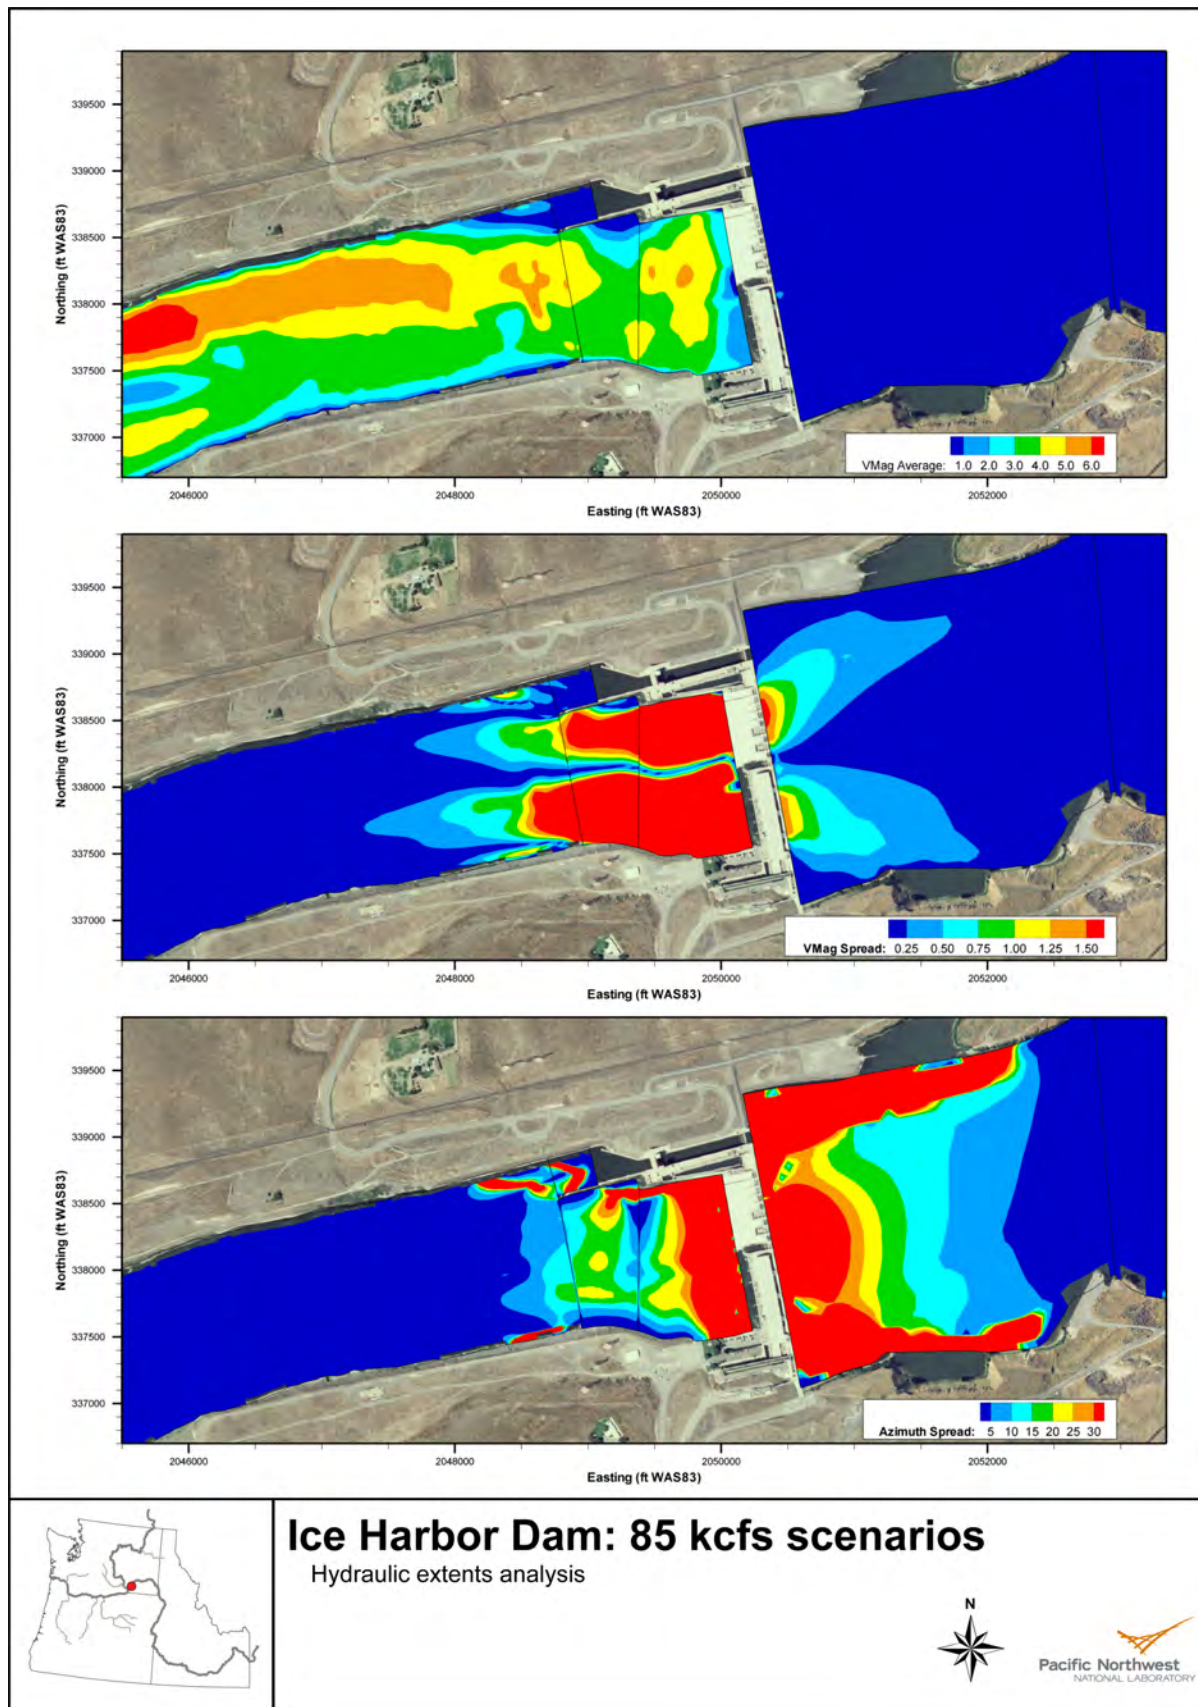 339500
339000
338500
338000
337500
337000
Northing (ft WAS83)
VMag Average: 1.0 2.0 3.0 4.0 5.0 6.0
2046000 2048000 2050000 2052000
Easting (ft WAS83)
339500
339000
338500
338000
337500
337000
Northing (ft WAS83)
VMag Spread: 0.25 0.50 0.75 1.00 1.25 1.50
2046000 2048000 2050000 2052000
Easting (ft WAS83)
339500
339000
338500
338000
337500
337000
Northing (ft WAS83)
Azimuth Spread: 5 10 15 20 25 30
2046000 2048000 2050000 2052000
Easting (ft WAS83)
Ice Harbor Dam: 85 kcfs scenarios
Hydraulic extents analysis
N
Pacific Northwest
NATIONAL LABORATORY